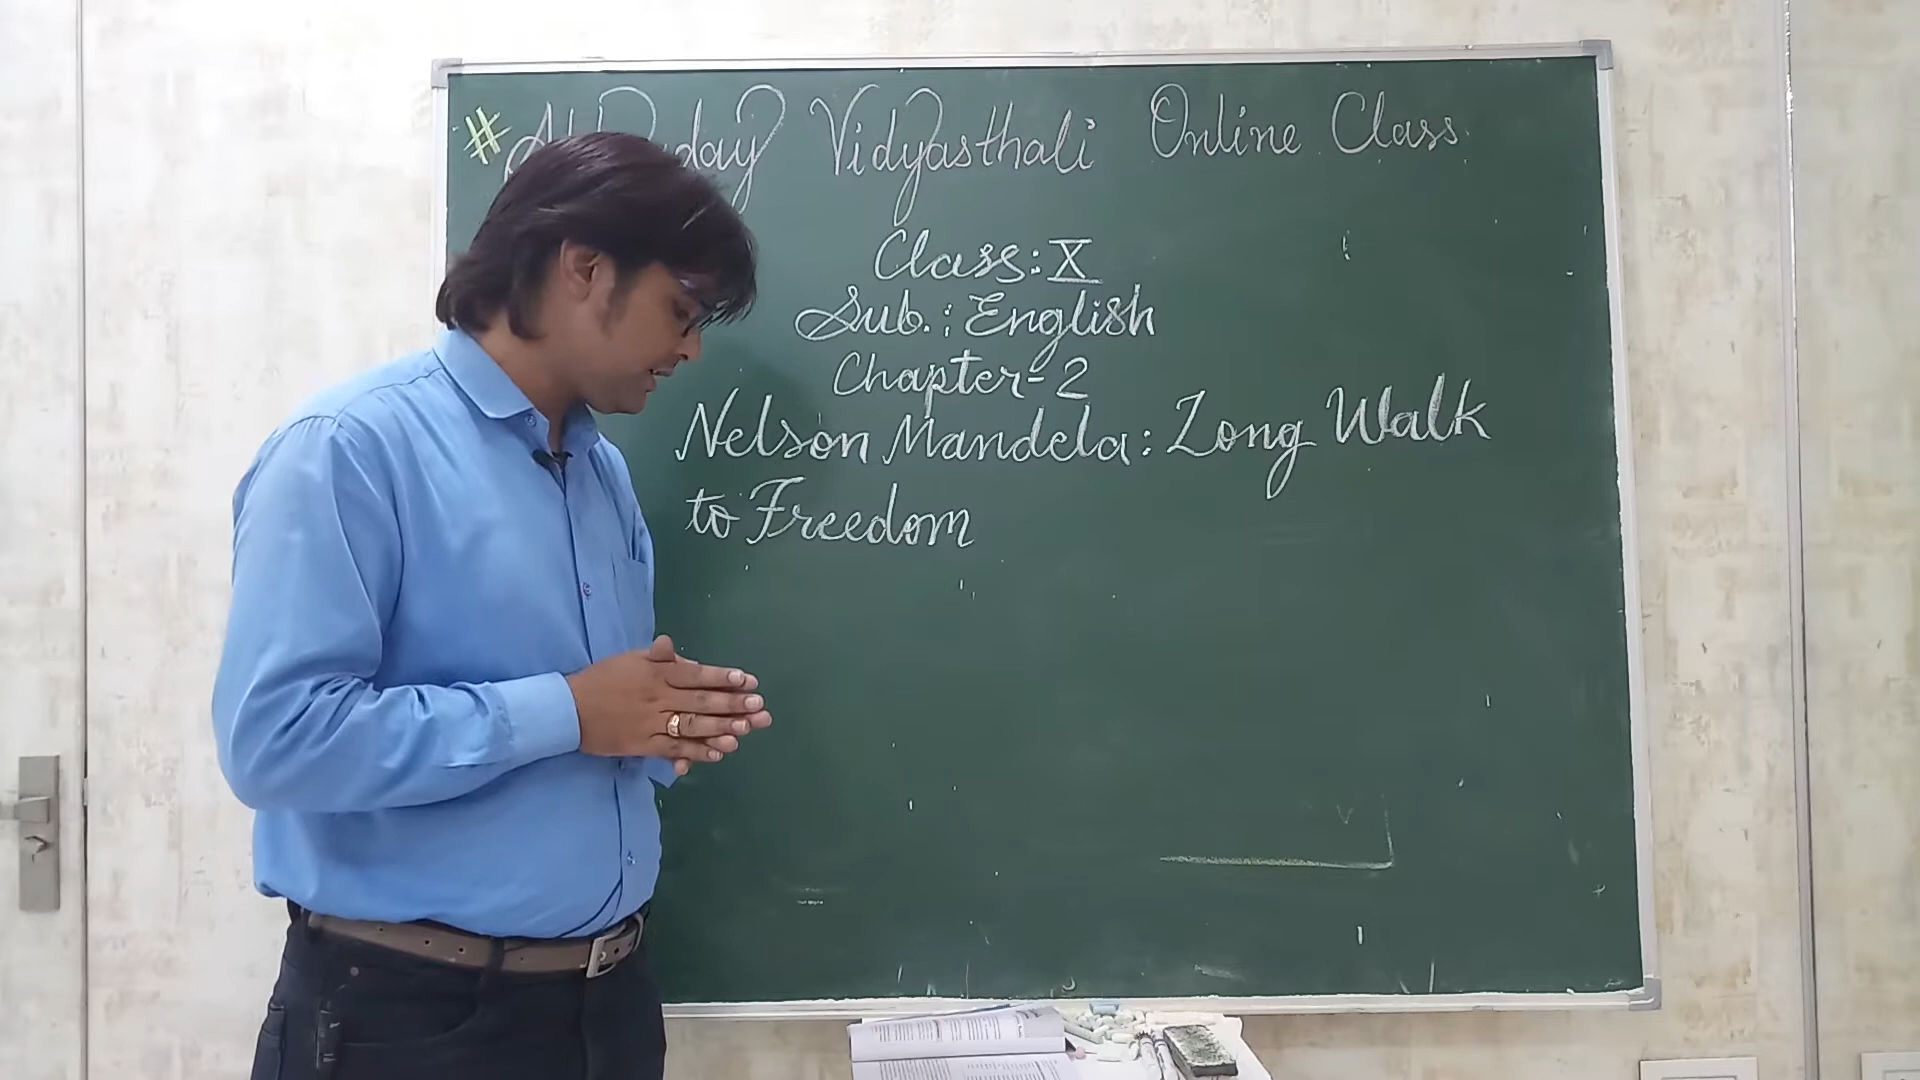 # Vidyasthali Online Class
Class: X
Sub.: English
Chapter-2
Nelson Mandela: Long Walk
to Freedom